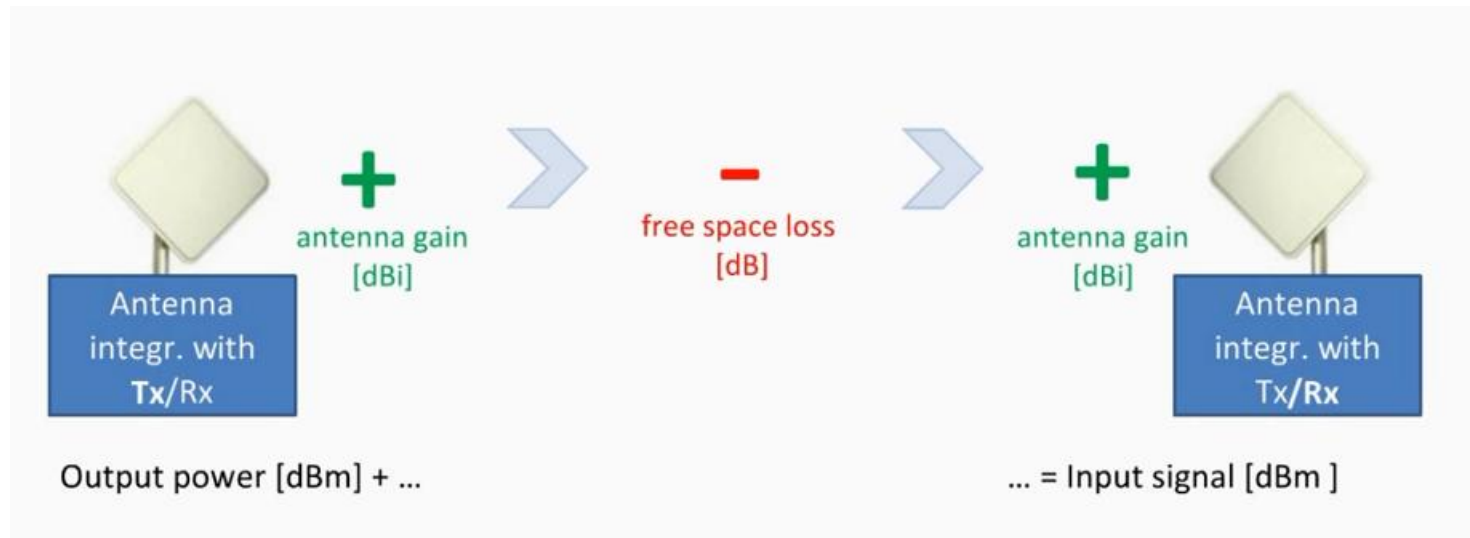 +
antenna gain
[dBi]
-
free space loss
[dB]
+
antenna gain
[dBi]
Antenna
integr. with
Tx/Rx
Antenna
integr. with
Tx/Rx
Output power [dBm] + ...
... = Input signal [dBm ]